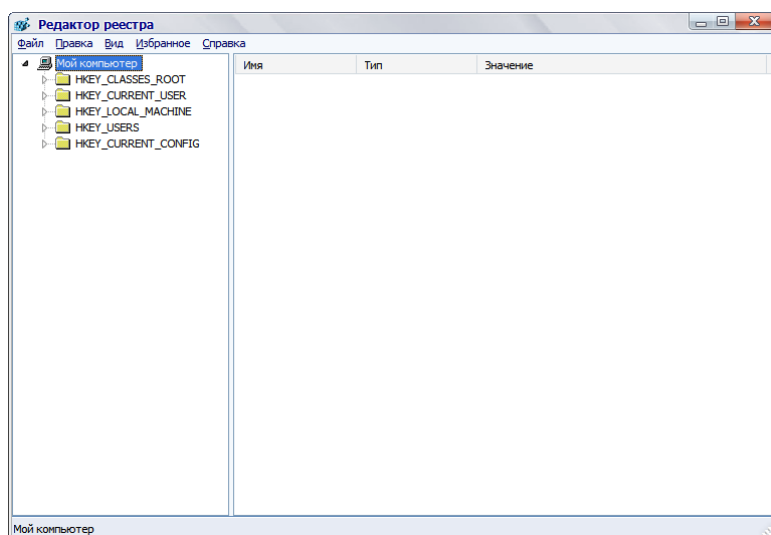 Редактор реестра
Файл Правка Вид Избранное Справка
Мой компьютер
Имя Тип Значение
HKEY_CLASSES_ROOT
HKEY_CURRENT_USER
HKEY_LOCAL_MACHINE
HKEY_USERS
HKEY_CURRENT_CONFIG
Мой компьютер